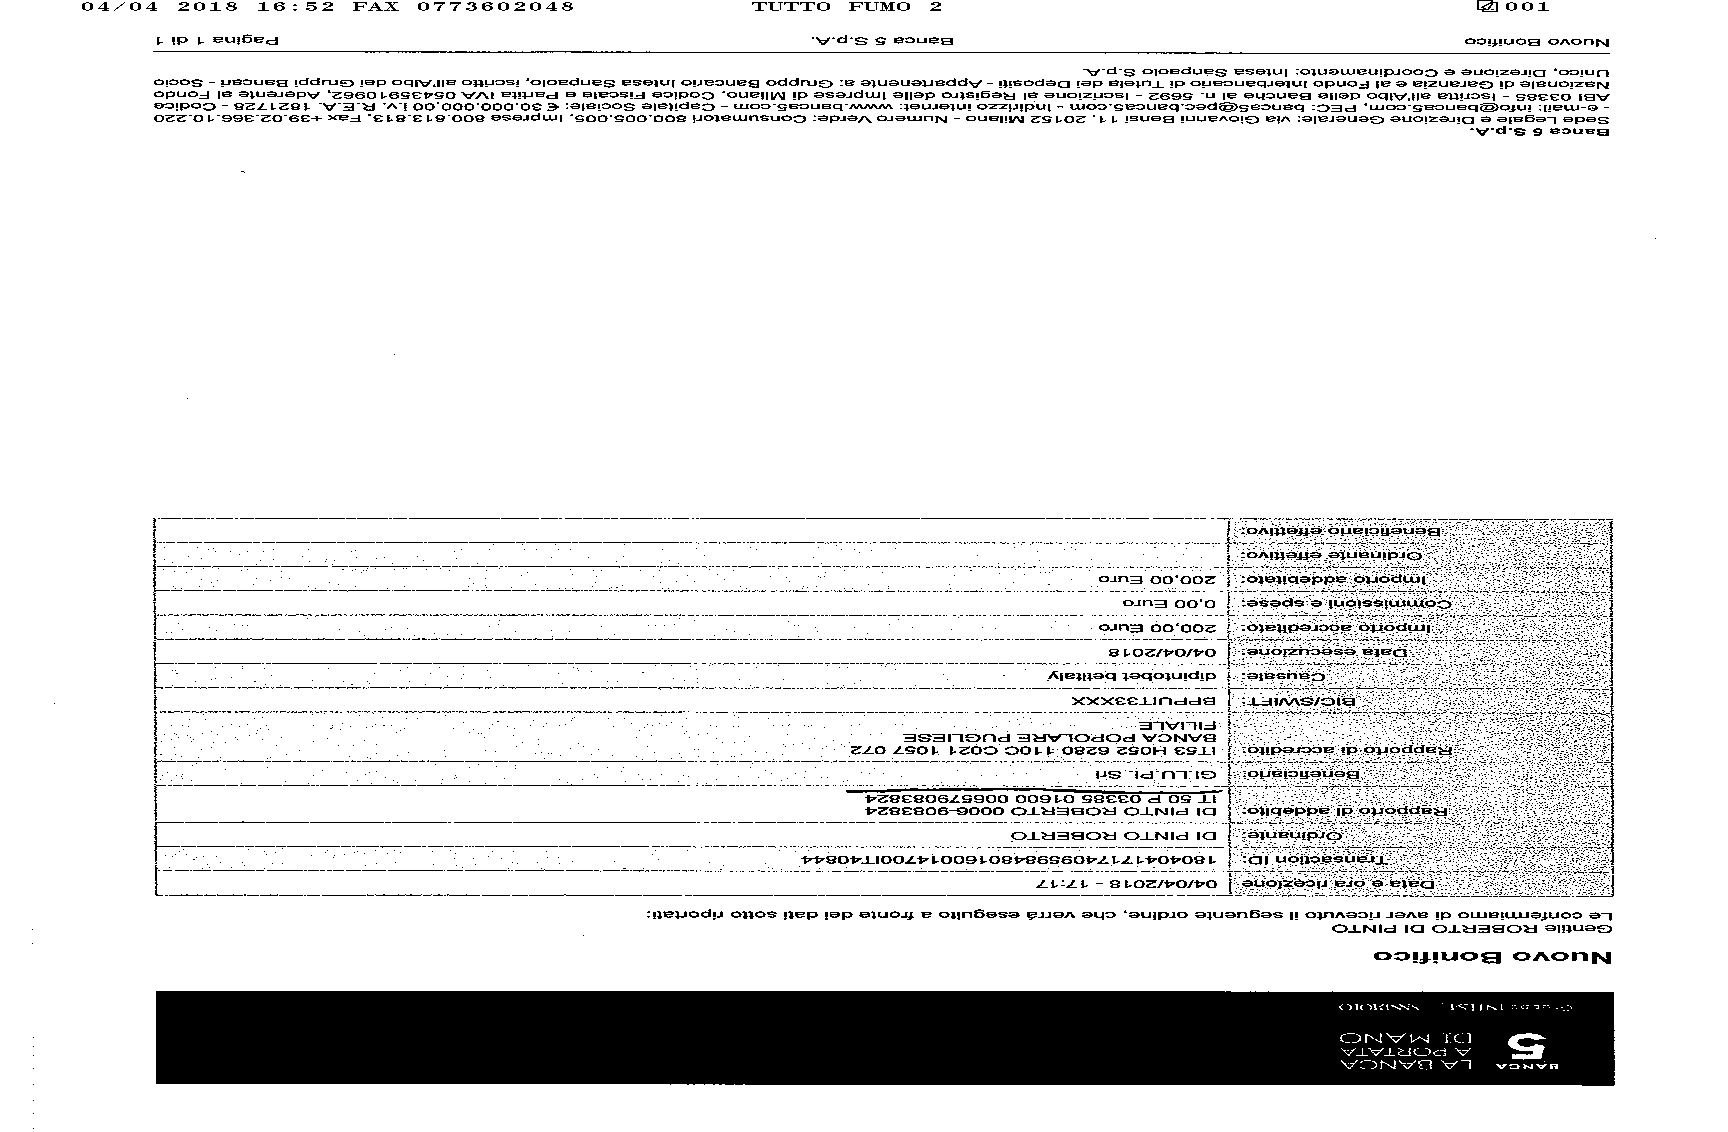 04/04 2018 16:52 FAX 0773602048 TUTTO FUMO 2 001
BANCA 5
LA BANCA
A PORTATA
DI MANO
Nuovo Bonifico
Gentile ROBERTO DI PINTO
Le confermiamo di aver ricevuto il seguente ordine, che verrà eseguito a fronte dei dati sotto riportati:
Data e ora ricezione 04/04/2018 - 17:17
Transaction ID: 1804041717409598480160014700IT40844
Ordinante: DI PINTO ROBERTO
Rapporto di addebito: DI PINTO ROBERTO 0006-9083824
IT 50 P 03385 01600 006579083824
Beneficiario: GI.LU.PI. Srl
Rapporto di accredito: IT53 H052 6280 110C C021 1057 072
BANCA POPOLARE PUGLIESE
FILIALE
BIC/SWIFT: BPPUIT33XXX
Causale: dipintobet betitaly
Data esecuzione: 04/04/2018
Importo accreditato: 200,00 Euro
Commissioni e spese: 0,00 Euro
Importo addebitato: 200,00 Euro
Ordinante effettivo:
Beneficiario effettivo:
Banca 5 S.p.A.
Sede Legale e Direzione Generale: via Giovanni Bensi 11, 20152 Milano - Numero Verde: Consumatori 800.005.005, Imprese 800.813.813, Fax +39.02.366.10.220
- e-mail: info@banca5.com, PEC: banca5@pec.banca5.com - Indirizzo internet: www.banca5.com - Capitale Sociale: € 30.000.000,00 i.v. R.E.A. 1821728 - Codice
ABI 03385 - Iscritta all'Albo delle Banche al n. 5692 - Iscrizione al Registro delle Imprese di Milano, Codice Fiscale e Partita IVA 05435910962, Aderente al Fondo
Nazionale di Garanzia e al Fondo Interbancario di Tutela dei Depositi - Appartenente a: Gruppo Bancario Intesa Sanpaolo, iscritto all'Albo dei Gruppi Bancari - Socio
Unico, Direzione e Coordinamento: Intesa Sanpaolo S.p.A.
Nuovo Bonifico Banca 5 S.p.A. Pagina 1 di 1